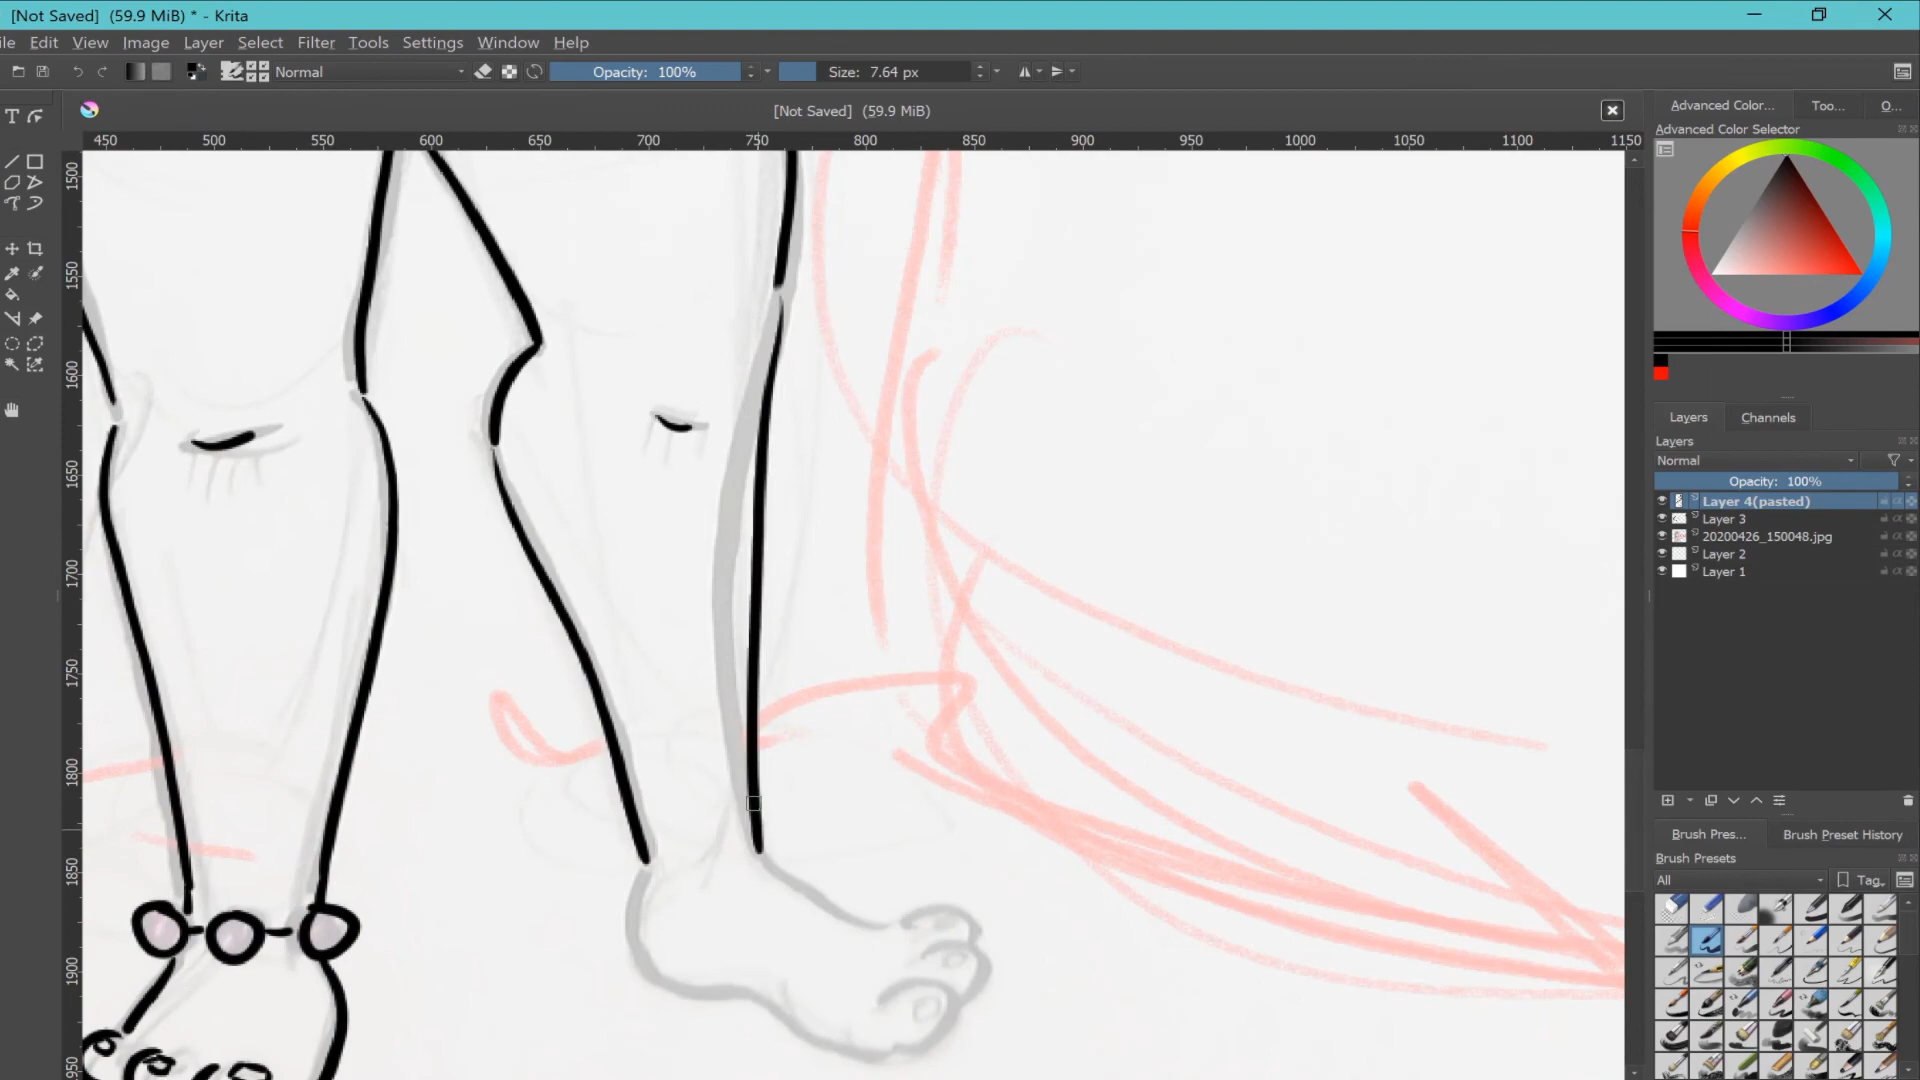 [Not Saved]  (59.9 MiB) * - Krita
ile Edit View Image Layer Select Filter Tools Settings Window Help
Normal Opacity: 100% Size: 7.64 px
[Not Saved]  (59.9 MiB)
450 500 550 600 650 700 750 800 850 900 950 1000 1050 1100 1150
1500
1550
1600
1650
1700
1750
1800
1850
1900
950
Advanced Color... Too... O...
Advanced Color Selector
Layers Channels
Layers
Normal
Opacity: 100%
Layer 4(pasted)
Layer 3
20200426_150048.jpg
Layer 2
Layer 1
Brush Pres... Brush Preset History
Brush Presets
All Tag